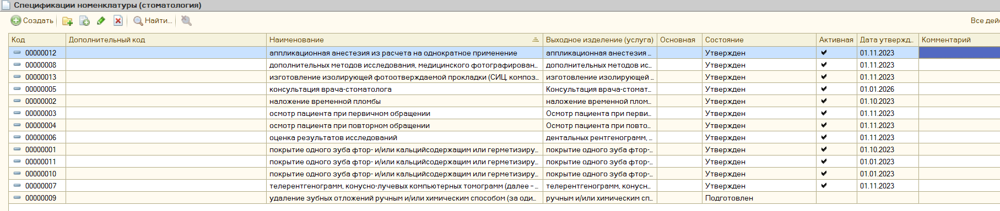 Спецификации номенклатуры (стоматология)
Создать Найти... Все дей
Код Дополнительный код Наименование Выходное изделение (услуга) Основная Состояние Активная Дата утвержд... Комментарий
00000012 аппликационная анестезия из расчета на однократное применение аппликационная анестезия ... Утвержден 01.11.2023
00000008 дополнительных методов исследования, медицинского фотографирован... дополнительных методов ис... Утвержден 01.11.2023
00000013 изготовление изолирующей фотоотверждаемой прокладки (СИЦ, композ... изготовление изолирующей ... Утвержден 01.11.2023
00000005 консультация врача-стоматолога Консультация врача-стомат... Утвержден 01.01.2026
00000002 наложение временной пломбы наложение временной плом... Утвержден 01.10.2023
00000003 осмотр пациента при первичном обращении Осмотр пациента при перви... Утвержден 01.11.2023
00000004 осмотр пациента при повторном обращении Осмотр пациента при повто... Утвержден 01.11.2023
00000006 оценка результатов исследований дентальных рентгенограмм, ... Утвержден 01.11.2023
00000001 покрытие одного зуба фтор- и/или кальцийсодержащим или герметизиру... покрытие одного зуба фтор-... Утвержден 01.10.2023
00000011 покрытие одного зуба фтор- и/или кальцийсодержащим или герметизиру... покрытие одного зуба фтор-... Утвержден 01.01.2023
00000010 покрытие одного зуба фтор- и/или кальцийсодержащим или герметизиру... покрытие одного зуба фтор-... Утвержден 01.01.2023
00000007 телерентгенограмм, конусно-лучевых компьютерных томограмм (далее - ... телерентгенограмм, конусн... Утвержден 01.11.2023
00000009 удаление зубных отложений ручным и/или химическим способом (за оди... ручным и/или химическим сп... Подготовлен